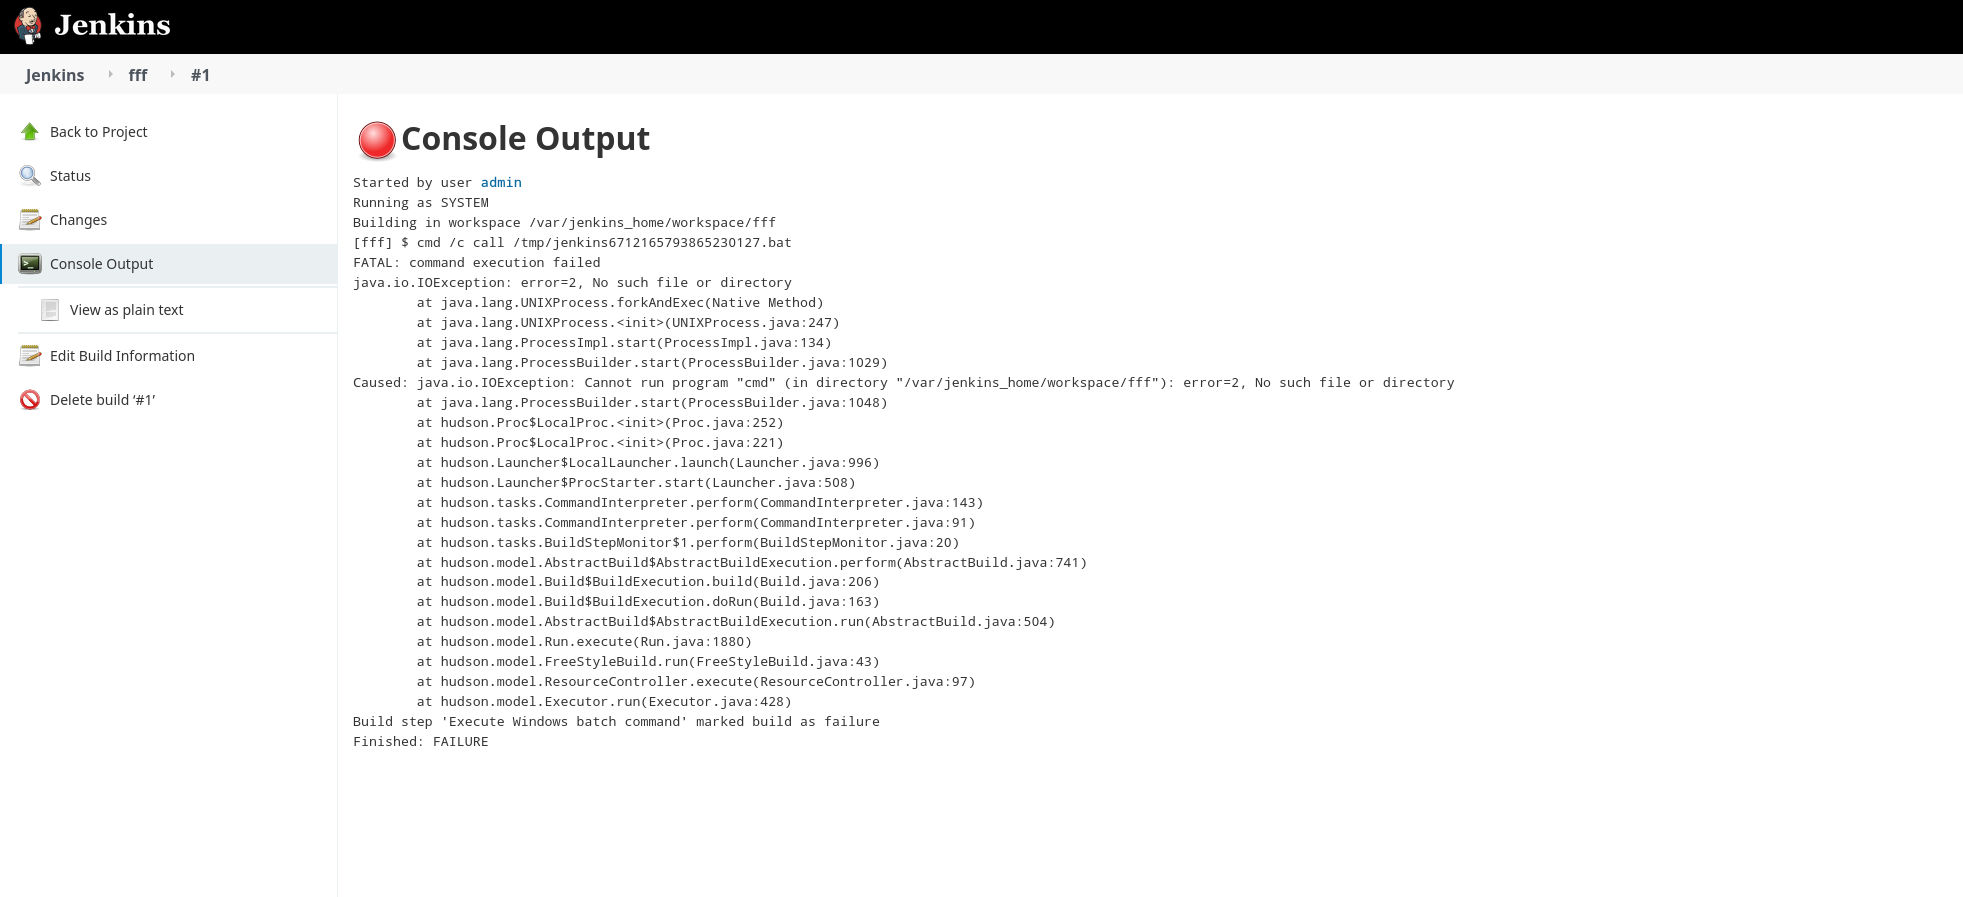 Jenkins
Jenkins fff #1
Back to Project
Status
Changes
Console Output
View as plain text
Edit Build Information
Delete build ‘#1’
Console Output
Started by user admin
Running as SYSTEM
Building in workspace /var/jenkins_home/workspace/fff
[fff] $ cmd /c call /tmp/jenkins6712165793865230127.bat
FATAL: command execution failed
java.io.IOException: error=2, No such file or directory
	at java.lang.UNIXProcess.forkAndExec(Native Method)
	at java.lang.UNIXProcess.<init>(UNIXProcess.java:247)
	at java.lang.ProcessImpl.start(ProcessImpl.java:134)
	at java.lang.ProcessBuilder.start(ProcessBuilder.java:1029)
Caused: java.io.IOException: Cannot run program "cmd" (in directory "/var/jenkins_home/workspace/fff"): error=2, No such file or directory
	at java.lang.ProcessBuilder.start(ProcessBuilder.java:1048)
	at hudson.Proc$LocalProc.<init>(Proc.java:252)
	at hudson.Proc$LocalProc.<init>(Proc.java:221)
	at hudson.Launcher$LocalLauncher.launch(Launcher.java:996)
	at hudson.Launcher$ProcStarter.start(Launcher.java:508)
	at hudson.tasks.CommandInterpreter.perform(CommandInterpreter.java:143)
	at hudson.tasks.CommandInterpreter.perform(CommandInterpreter.java:91)
	at hudson.tasks.BuildStepMonitor$1.perform(BuildStepMonitor.java:20)
	at hudson.model.AbstractBuild$AbstractBuildExecution.perform(AbstractBuild.java:741)
	at hudson.model.Build$BuildExecution.build(Build.java:206)
	at hudson.model.Build$BuildExecution.doRun(Build.java:163)
	at hudson.model.AbstractBuild$AbstractBuildExecution.run(AbstractBuild.java:504)
	at hudson.model.Run.execute(Run.java:1880)
	at hudson.model.FreeStyleBuild.run(FreeStyleBuild.java:43)
	at hudson.model.ResourceController.execute(ResourceController.java:97)
	at hudson.model.Executor.run(Executor.java:428)
Build step 'Execute Windows batch command' marked build as failure
Finished: FAILURE